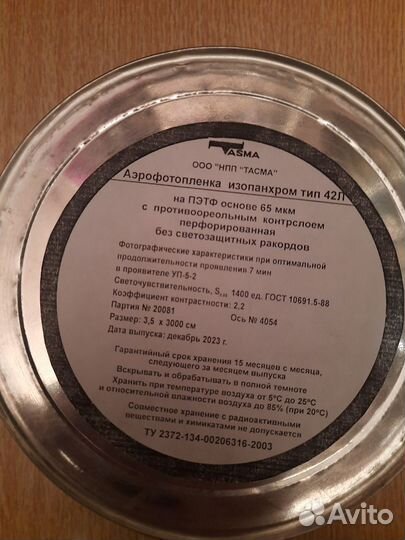 TASMA
ООО "НПП "ТАСМА"
Аэрофотопленка изопанхром тип 42Л
на ПЭТФ основе 65 мкм
с противоореольным контрслоем
перфорированная
без светозащитных ракордов
Фотографические характеристики при оптимальной
продолжительности проявления 7 мин
в проявителе УП-5-2
Светочувствительность, S₀,₈₅ 1400 ед. ГОСТ 10691.5-88
Коэффициент контрастности: 2,2
Партия № 20081 Ось № 4054
Размер: 3,5 x 3000 см
Дата выпуска: декабрь 2023 г.
Гарантийный срок хранения 15 месяцев с месяца,
следующего за месяцем выпуска
Вскрывать и обрабатывать в полной темноте
Хранить при температуре воздуха от 5°С до 25°С
и относительной влажности воздуха до 85% (при 20°С)
Совместное хранение с радиоактивными
веществами и химикатами не допускается
ТУ 2372-134-00206316-2003
Avito